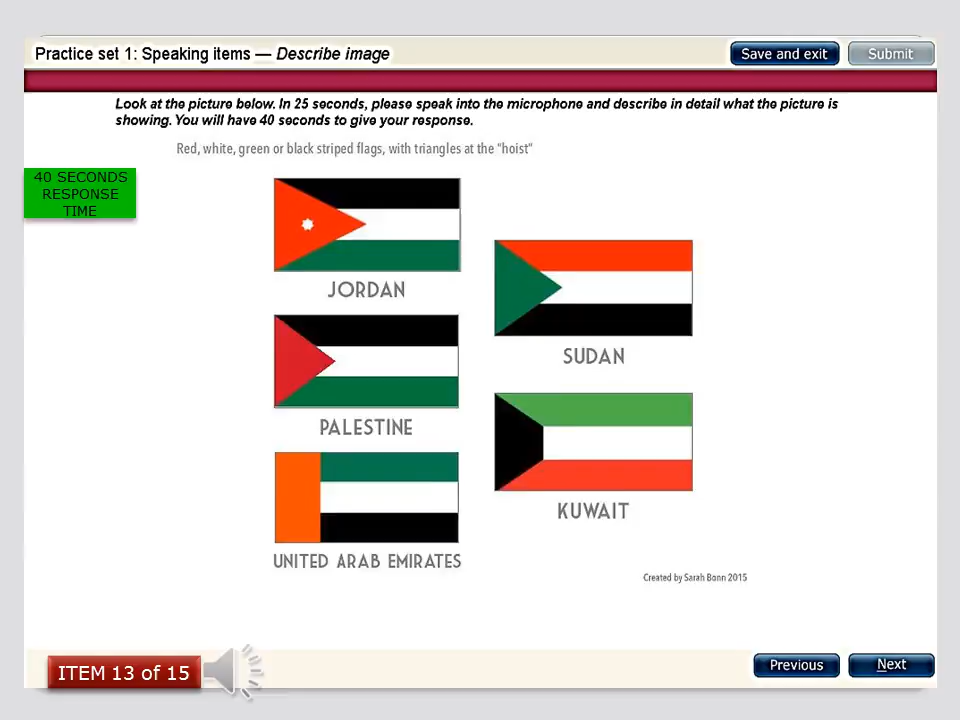 Practice set 1: Speaking items — Describe image
Save and exit
Submit
Look at the picture below. In 25 seconds, please speak into the microphone and describe in detail what the picture is
showing. You will have 40 seconds to give your response.
Red, white, green or black striped flags, with triangles at the "hoist"
40 SECONDS
RESPONSE
TIME
JORDAN
SUDAN
PALESTINE
KUWAIT
UNITED ARAB EMIRATES
Created by Sarah Bonn 2015
ITEM 13 of 15
Previous
Next